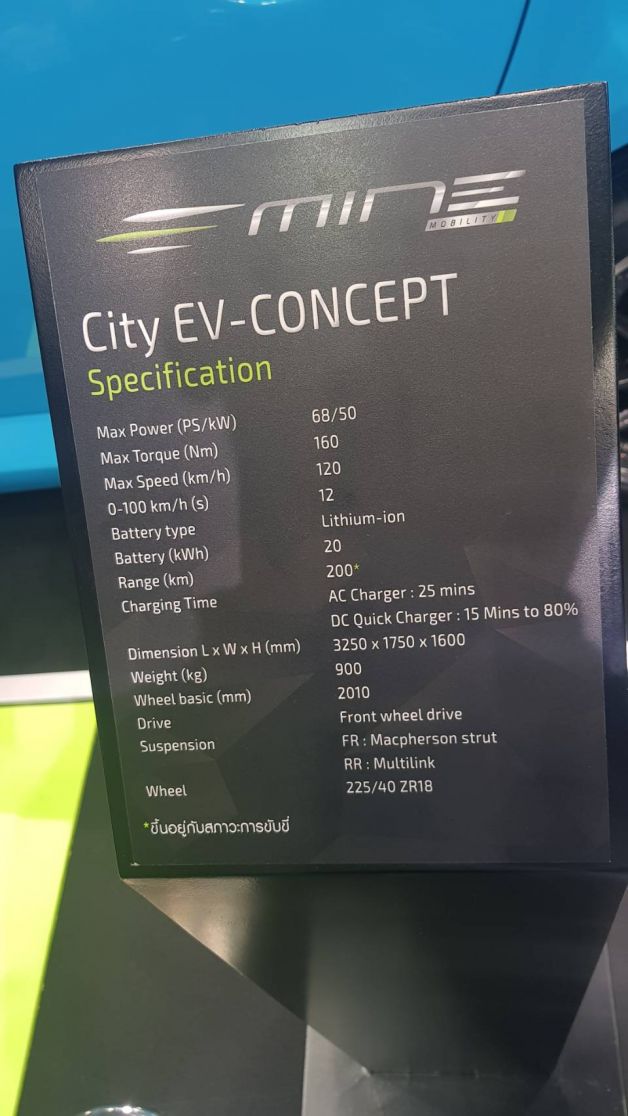 MINE
MOBILITY
City EV-CONCEPT
Specification
Max Power (PS/kW) 68/50
Max Torque (Nm) 160
Max Speed (km/h) 120
0-100 km/h (s) 12
Battery type Lithium-ion
Battery (kWh) 20
Range (km) 200*
Charging Time AC Charger : 25 mins
DC Quick Charger : 15 Mins to 80%
Dimension L x W x H (mm) 3250 x 1750 x 1600
Weight (kg) 900
Wheel basic (mm) 2010
Drive Front wheel drive
Suspension FR : Macpherson strut
RR : Multilink
Wheel 225/40 ZR18
*ขึ้นอยู่กับสภาวะการขับขี่